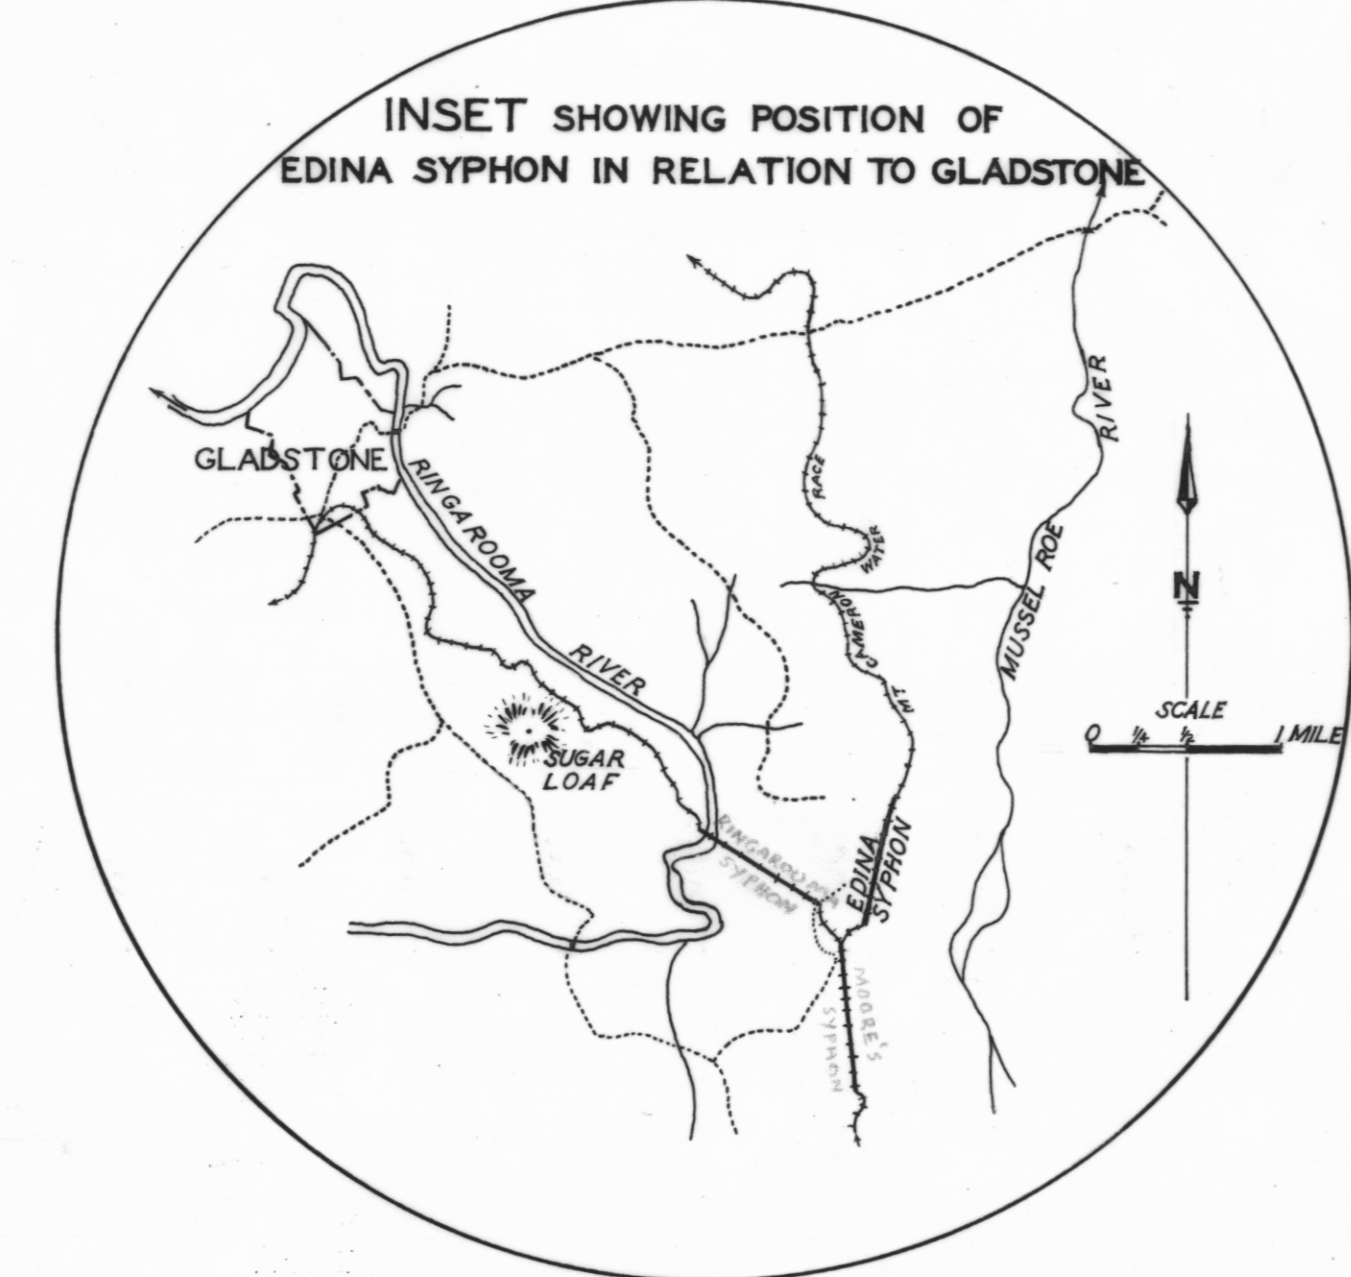 INSET SHOWING POSITION OF
EDINA SYPHON IN RELATION TO GLADSTONE
GLADSTONE
RINGAROOMA
RIVER
RACE
WATER
CAMERON
MT
RIVER
MUSSEL ROE
N
SCALE
0 1/4 1/2 1 MILE
SUGAR
LOAF
RINGAROOMA
SYPHON
EDINA
SYPHON
MOORE'S
SYPHON